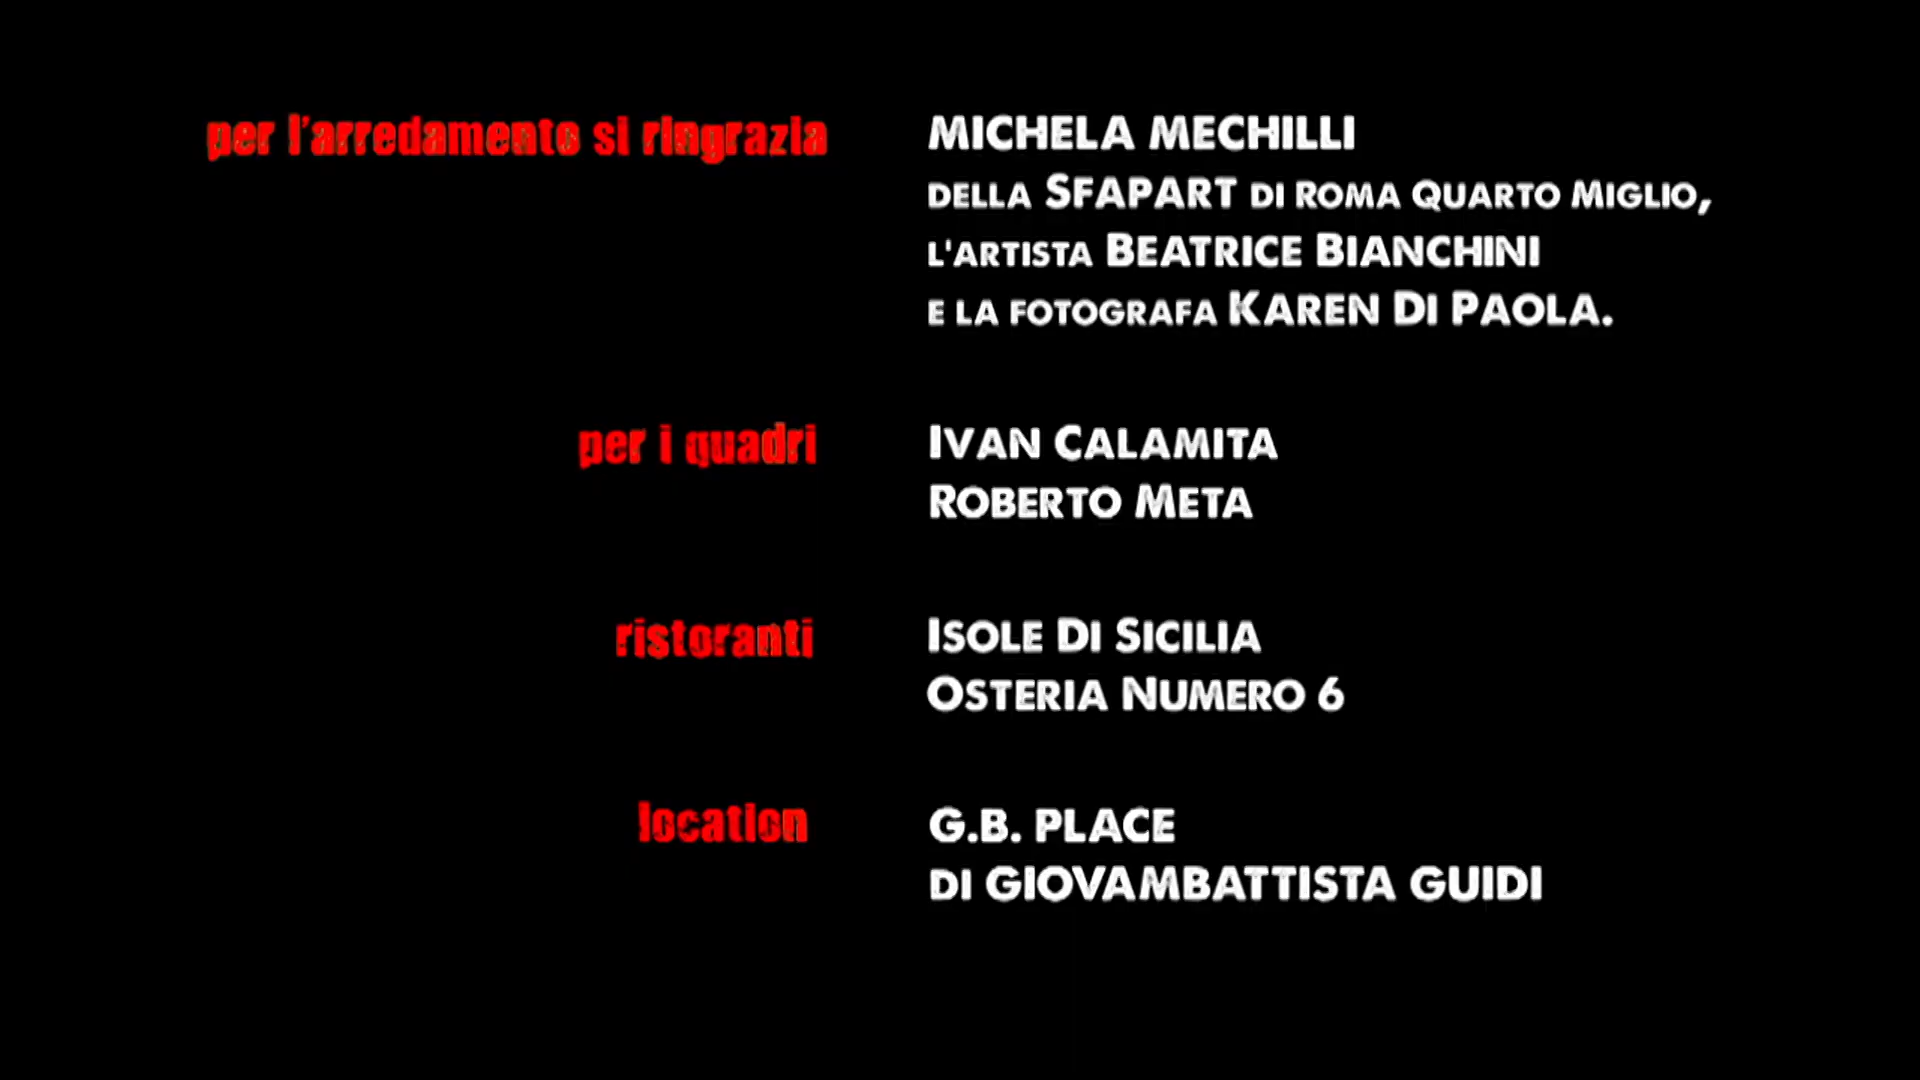 per l'arredamento si ringrazia MICHELA MECHILLI
DELLA SFAPART DI ROMA QUARTO MIGLIO,
L'ARTISTA BEATRICE BIANCHINI
E LA FOTOGRAFA KAREN DI PAOLA.
per i quadri IVAN CALAMITA
ROBERTO META
ristoranti ISOLE DI SICILIA
OSTERIA NUMERO 6
location G.B. PLACE
DI GIOVAMBATTISTA GUIDI